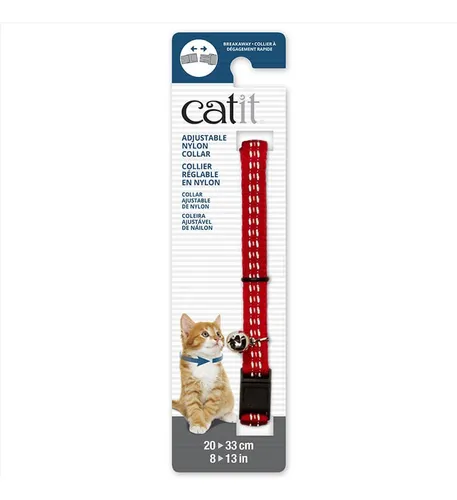 BREAKAWAY • COLLIER À
DÉGAGEMENT RAPIDE
catit
ADJUSTABLE
NYLON
COLLAR
COLLIER
RÉGLABLE
EN NYLON
COLLAR
AJUSTABLE
DE NYLON
COLEIRA
AJUSTÁVEL
DE NÁILON
20 ▸ 33 cm
8 ▸ 13 in